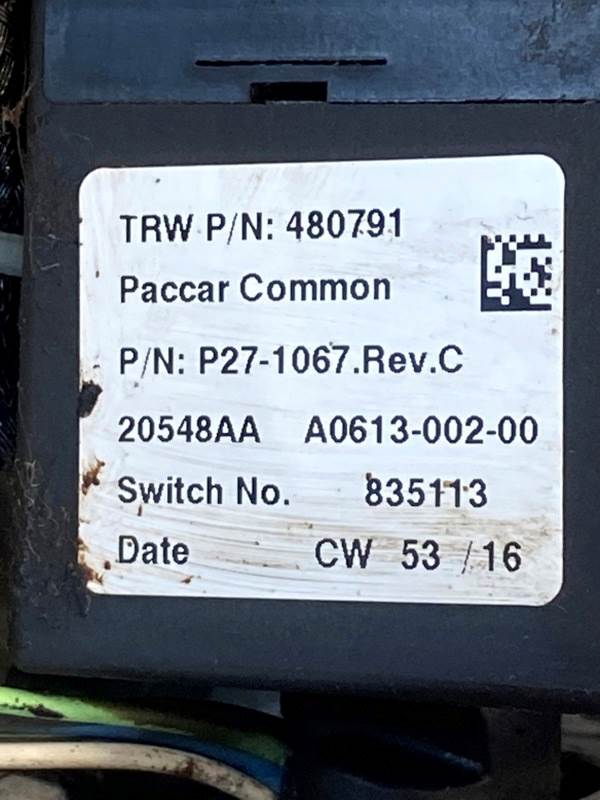 TRW P/N: 480791
Paccar Common
P/N: P27-1067.Rev.C
20548AA A0613-002-00
Switch No. 835113
Date CW 53 / 16